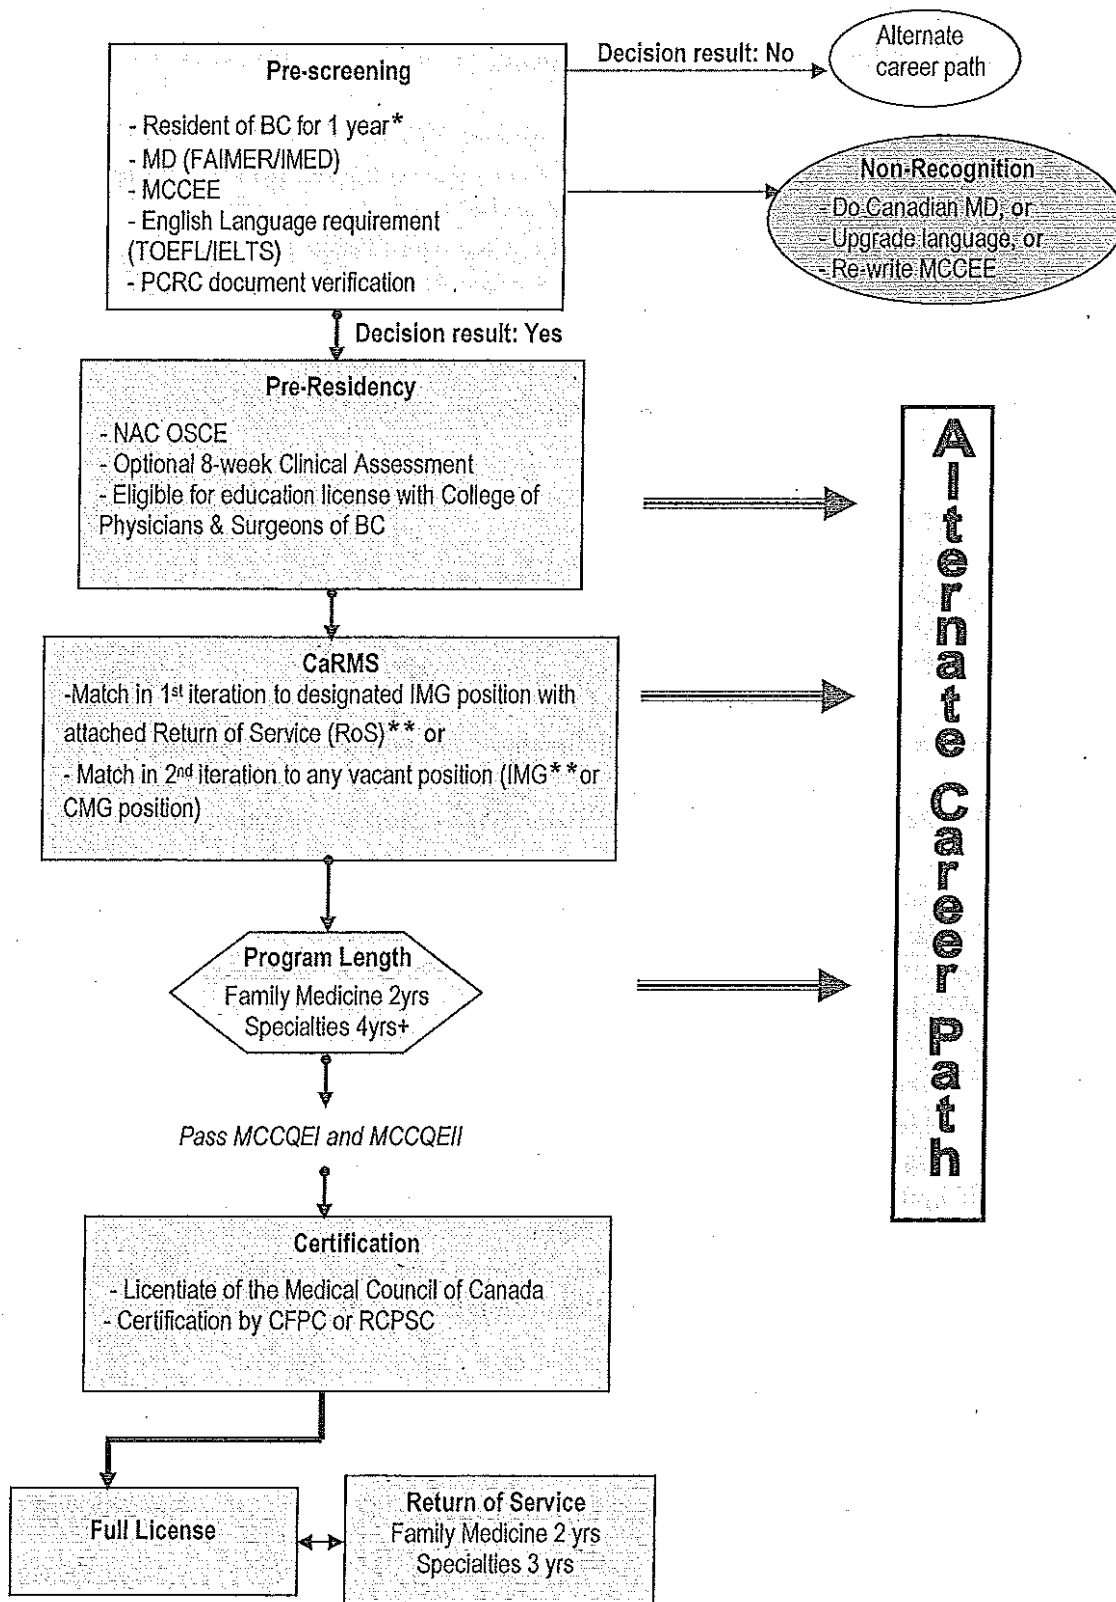 Pre-screening
- Resident of BC for 1 year*
- MD (FAIMER/IMED)
- MCCEE
- English Language requirement
(TOEFL/IELTS)
- PCRC document verification
Decision result: No
Alternate
career path
Non-Recognition
- Do Canadian MD, or
- Upgrade language, or
- Re-write MCCEE
Decision result: Yes
Pre-Residency
- NAC OSCE
- Optional 8-week Clinical Assessment
- Eligible for education license with College of
Physicians & Surgeons of BC
CaRMS
-Match in 1st iteration to designated IMG position with
attached Return of Service (RoS)** or
- Match in 2nd iteration to any vacant position (IMG**or
CMG position)
Program Length
Family Medicine 2yrs
Specialties 4yrs+
Pass MCCQEI and MCCQEII
Certification
- Licentiate of the Medical Council of Canada
- Certification by CFPC or RCPSC
Full License
Return of Service
Family Medicine 2 yrs
Specialties 3 yrs
Alternate Career Path